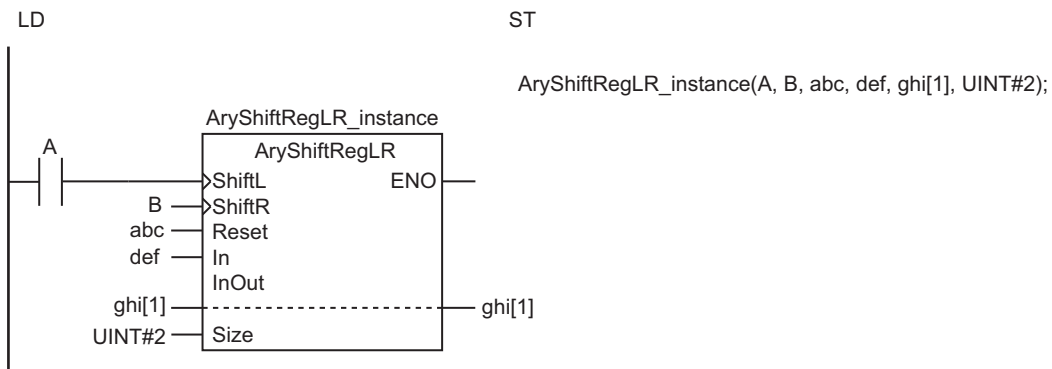 LD
ST
AryShiftRegLR_instance(A, B, abc, def, ghi[1], UINT#2);
AryShiftRegLR_instance
A
AryShiftRegLR
ShiftL ENO
B ShiftR
abc Reset
def In
InOut
ghi[1] ghi[1]
UINT#2 Size